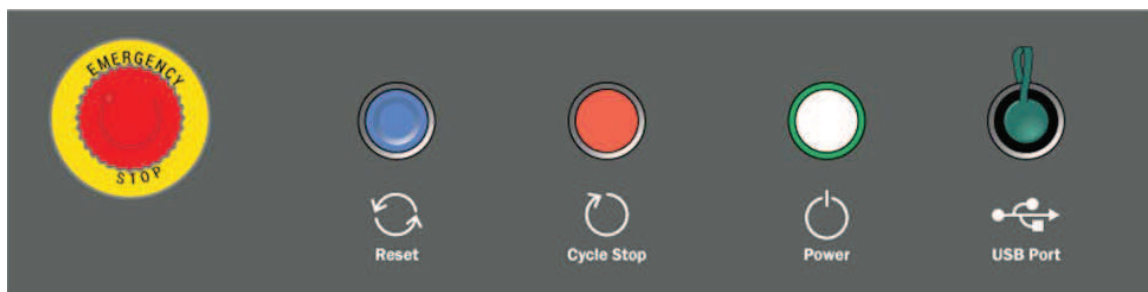 EMERGENCY
STOP
Reset
Cycle Stop
Power
USB Port